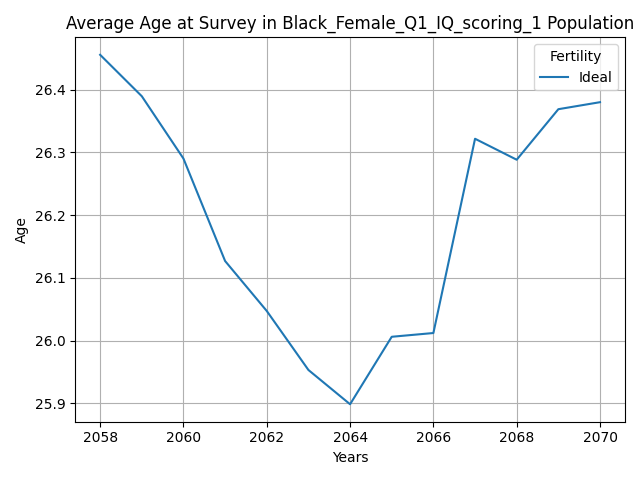 Average Age at Survey in Black_Female_Q1_IQ_scoring_1 Population
Fertility
Ideal
26.4
26.3
26.2
26.1
26.0
25.9
Age
2058
2060
2062
2064
2066
2068
2070
Years